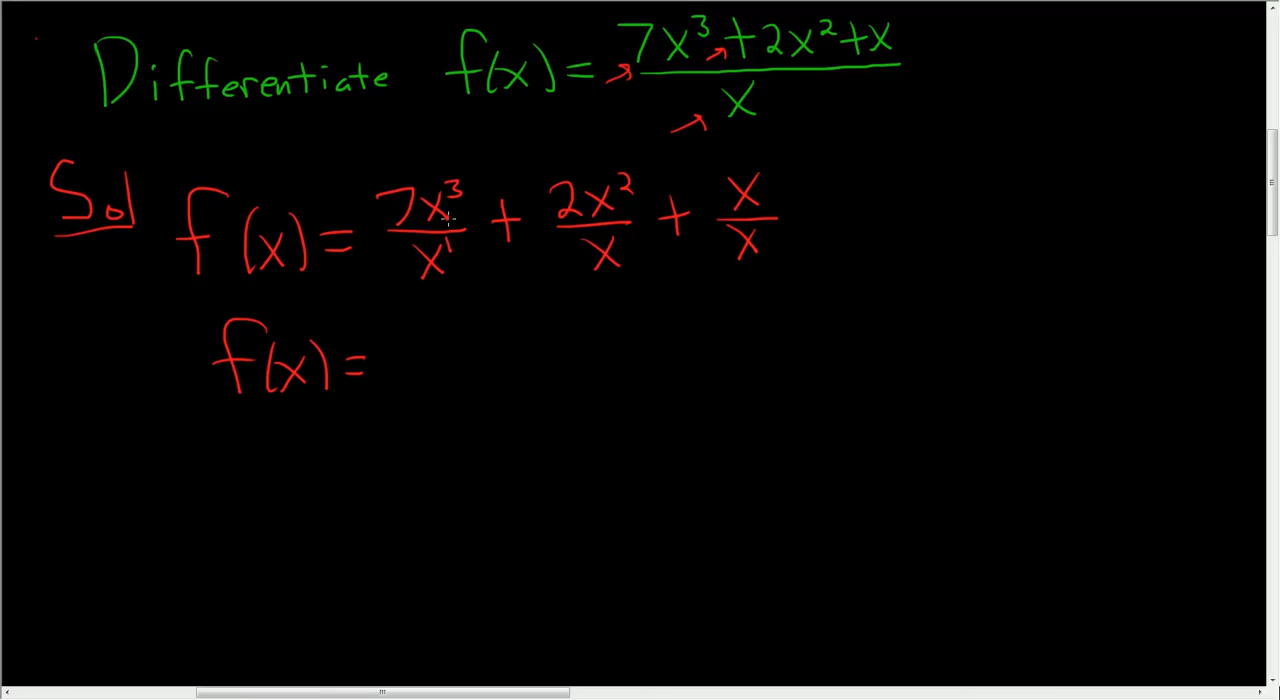 Differentiate f(x) = (7x³ + 2x² + x)/x
Sol f(x) = 7x³/x¹ + 2x²/x + x/x
f(x) =